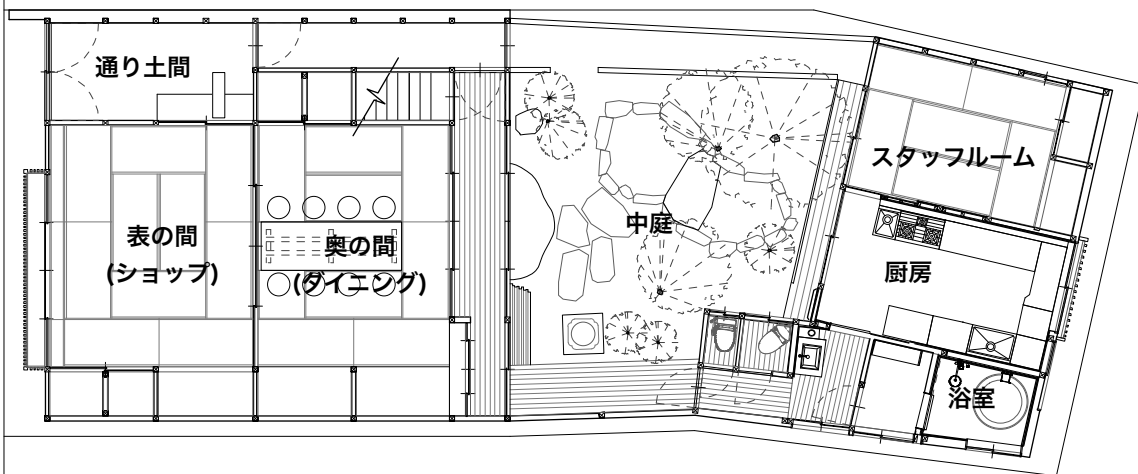 通り土間
表の間
(ショップ)
奥の間
(ダイニング)
中庭
スタッフルーム
厨房
浴室